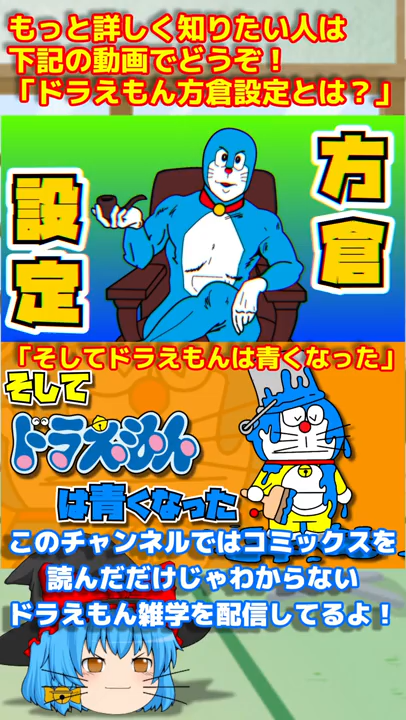 もっと詳しく知りたい人は
下記の動画でどうぞ！
「ドラえもん方倉設定とは？」
方倉
設定
「そしてドラえもんは青くなった」
そして
ドラえもん
は青くなった
このチャンネルではコミックスを
読んだだけじゃわからない
ドラえもん雑学を配信してるよ！